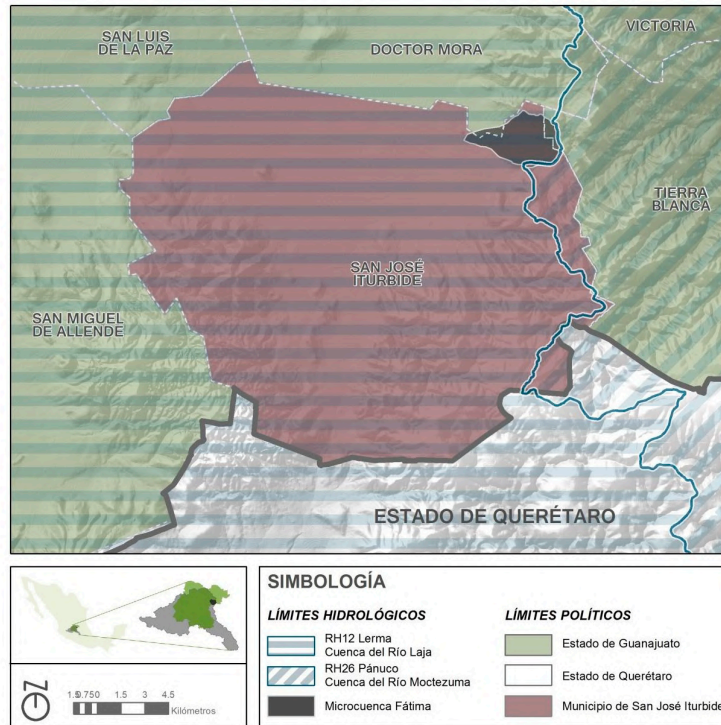 SAN LUIS
DE LA PAZ
DOCTOR MORA
VICTORIA
TIERRA
BLANCA
SAN JOSÉ
ITURBIDE
SAN MIGUEL
DE ALLENDE
ESTADO DE QUERÉTARO
SIMBOLOGÍA
LÍMITES HIDROLÓGICOS
RH12 Lerma
Cuenca del Río Laja
RH26 Pánuco
Cuenca del Río Moctezuma
Microcuenca Fátima
LÍMITES POLÍTICOS
Estado de Guanajuato
Estado de Querétaro
Municipio de San José Iturbide
N
1.50.750 1.5 3 4.5
Kilómetros